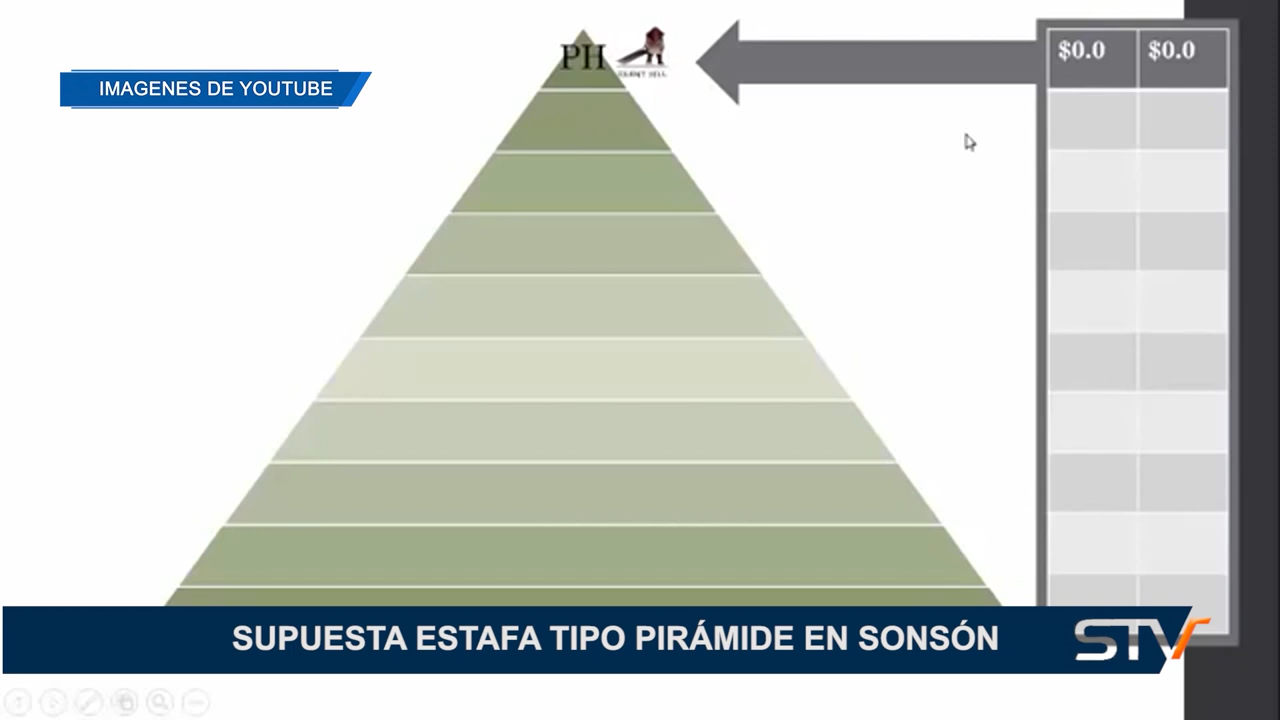 PH
$0.0 $0.0
IMAGENES DE YOUTUBE
SUPUESTA ESTAFA TIPO PIRÁMIDE EN SONSÓN
STV